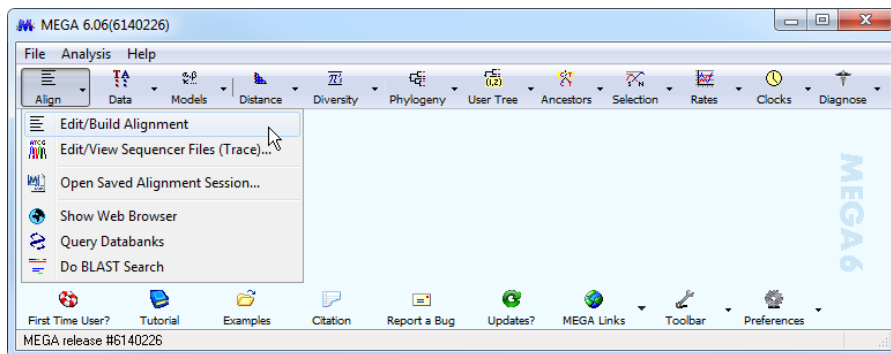 MEGA 6.06(6140226)
File Analysis Help
Align Data Models Distance Diversity Phylogeny User Tree Ancestors Selection Rates Clocks Diagnose
Edit/Build Alignment
Edit/View Sequencer Files (Trace)...
Open Saved Alignment Session...
Show Web Browser
Query Databanks
Do BLAST Search
MEGA 6
First Time User? Tutorial Examples Citation Report a Bug Updates? MEGA Links Toolbar Preferences
MEGA release #6140226